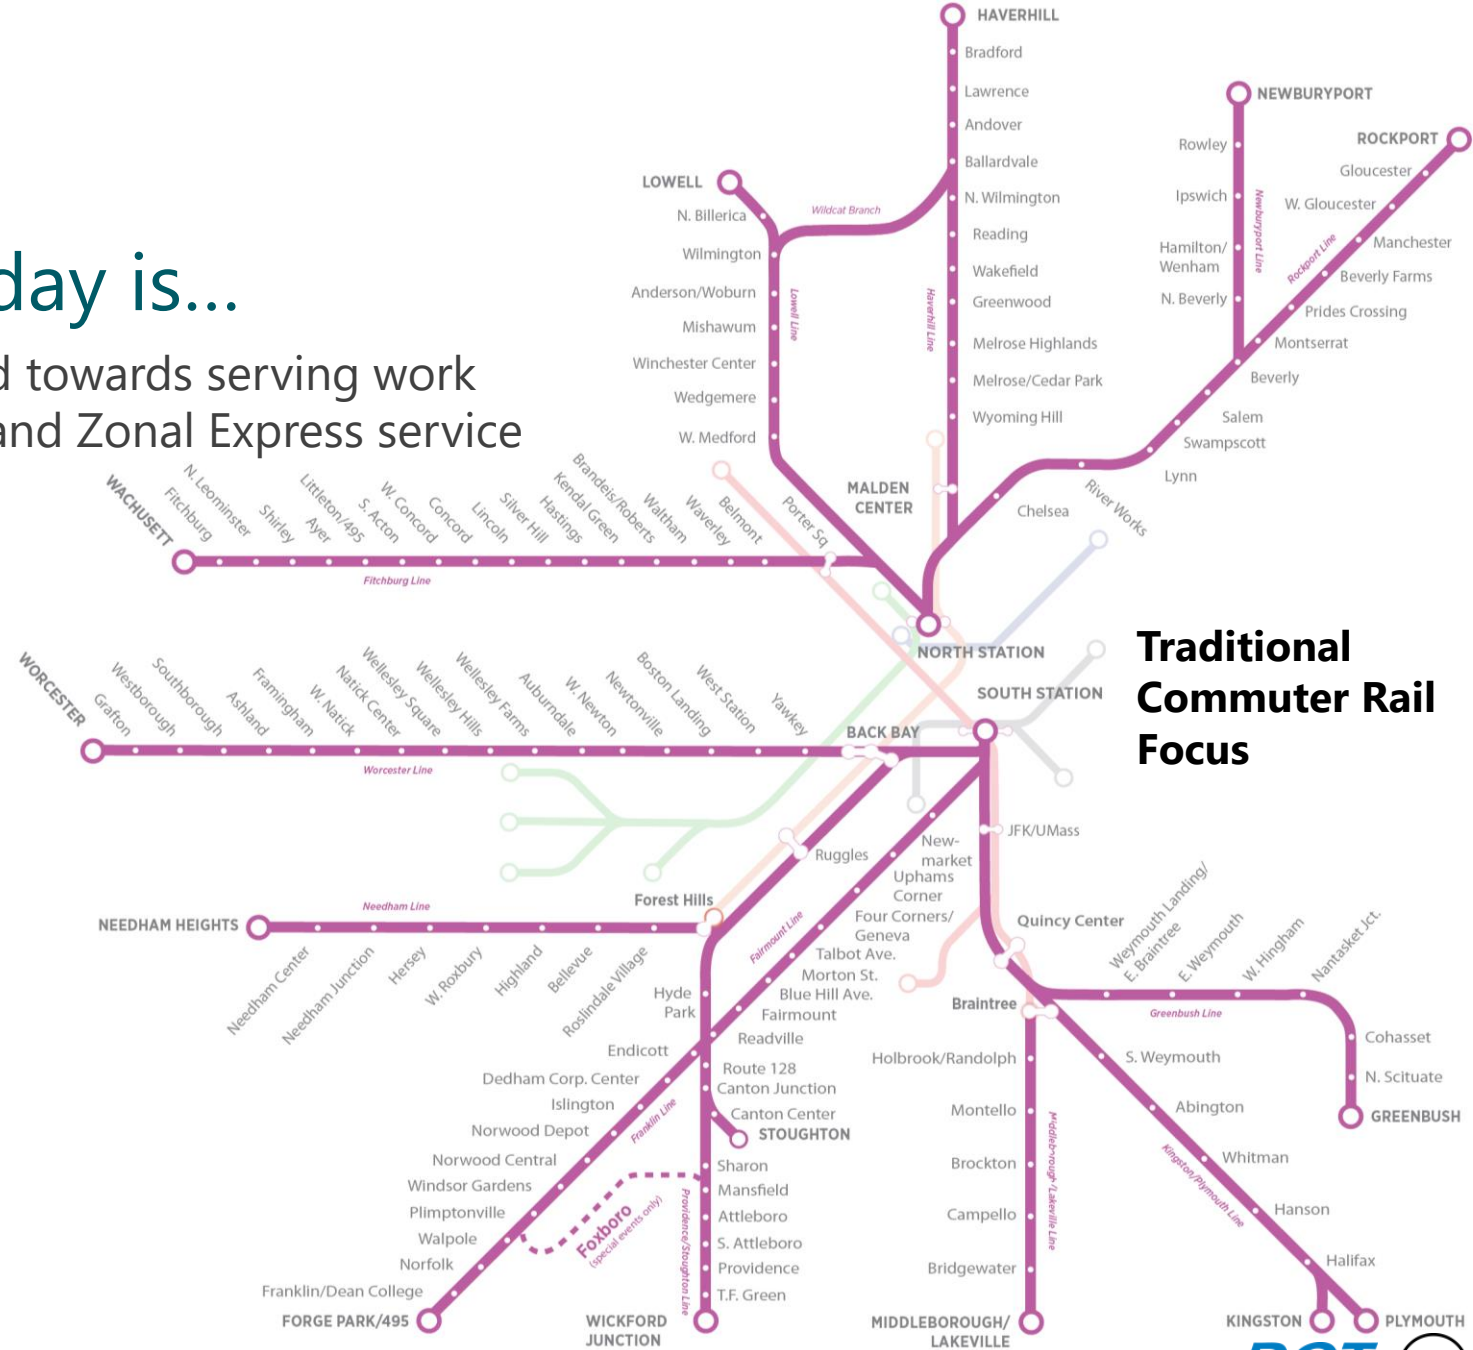 day is...
d towards serving work
and Zonal Express service
Traditional
Commuter Rail
Focus
HAVERHILL
Bradford
Lawrence
Andover
Ballardvale
N. Wilmington
Reading
Wakefield
Greenwood
Melrose Highlands
Melrose/Cedar Park
Wyoming Hill
MALDEN
CENTER
Haverhill Line
Wildcat Branch
LOWELL
N. Billerica
Wilmington
Anderson/Woburn
Mishawum
Winchester Center
Wedgemere
W. Medford
Lowell Line
NEWBURYPORT
Rowley
Ipswich
Hamilton/
Wenham
N. Beverly
Newburyport Line
ROCKPORT
Gloucester
W. Gloucester
Manchester
Beverly Farms
Prides Crossing
Montserrat
Beverly
Salem
Swampscott
Lynn
River Works
Chelsea
Rockport Line
WACHUSETT
Fitchburg
N. Leominster
Shirley
Ayer
Littleton/495
S. Acton
W. Concord
Concord
Lincoln
Silver Hill
Hastings
Kendal Green
Brandeis/Roberts
Waltham
Waverley
Belmont
Porter Sq
Fitchburg Line
NORTH STATION
SOUTH STATION
WORCESTER
Grafton
Westborough
Southborough
Ashland
Framingham
W. Natick
Natick Center
Wellesley Square
Wellesley Hills
Wellesley Farms
Auburndale
W. Newton
Newtonville
Boston Landing
West Station
Yawkey
BACK BAY
Worcester Line
Ruggles
Forest Hills
NEEDHAM HEIGHTS
Needham Line
Needham Center
Needham Junction
Hersey
W. Roxbury
Highland
Bellevue
Roslindale Village
New-
market
Uphams
Corner
Four Corners/
Geneva
Talbot Ave.
Morton St.
Blue Hill Ave.
Fairmount
Readville
Fairmount Line
Hyde
Park
Endicott
Dedham Corp. Center
Islington
Norwood Depot
Norwood Central
Windsor Gardens
Plimptonville
Walpole
Norfolk
Franklin/Dean College
FORGE PARK/495
Franklin Line
Foxboro
(special events only)
Route 128
Canton Junction
Canton Center
STOUGHTON
Sharon
Mansfield
Attleboro
S. Attleboro
Providence
T.F. Green
WICKFORD
JUNCTION
Providence/Stoughton Line
JFK/UMass
Quincy Center
Braintree
Holbrook/Randolph
Montello
Brockton
Campello
Bridgewater
MIDDLEBOROUGH/
LAKEVILLE
Middleborough/Lakeville Line
Weymouth Landing/
E. Braintree
E. Weymouth
W. Hingham
Nantasket Jct.
Greenbush Line
Cohasset
N. Scituate
GREENBUSH
S. Weymouth
Abington
Whitman
Hanson
Halifax
Kingston/Plymouth Line
KINGSTON
PLYMOUTH